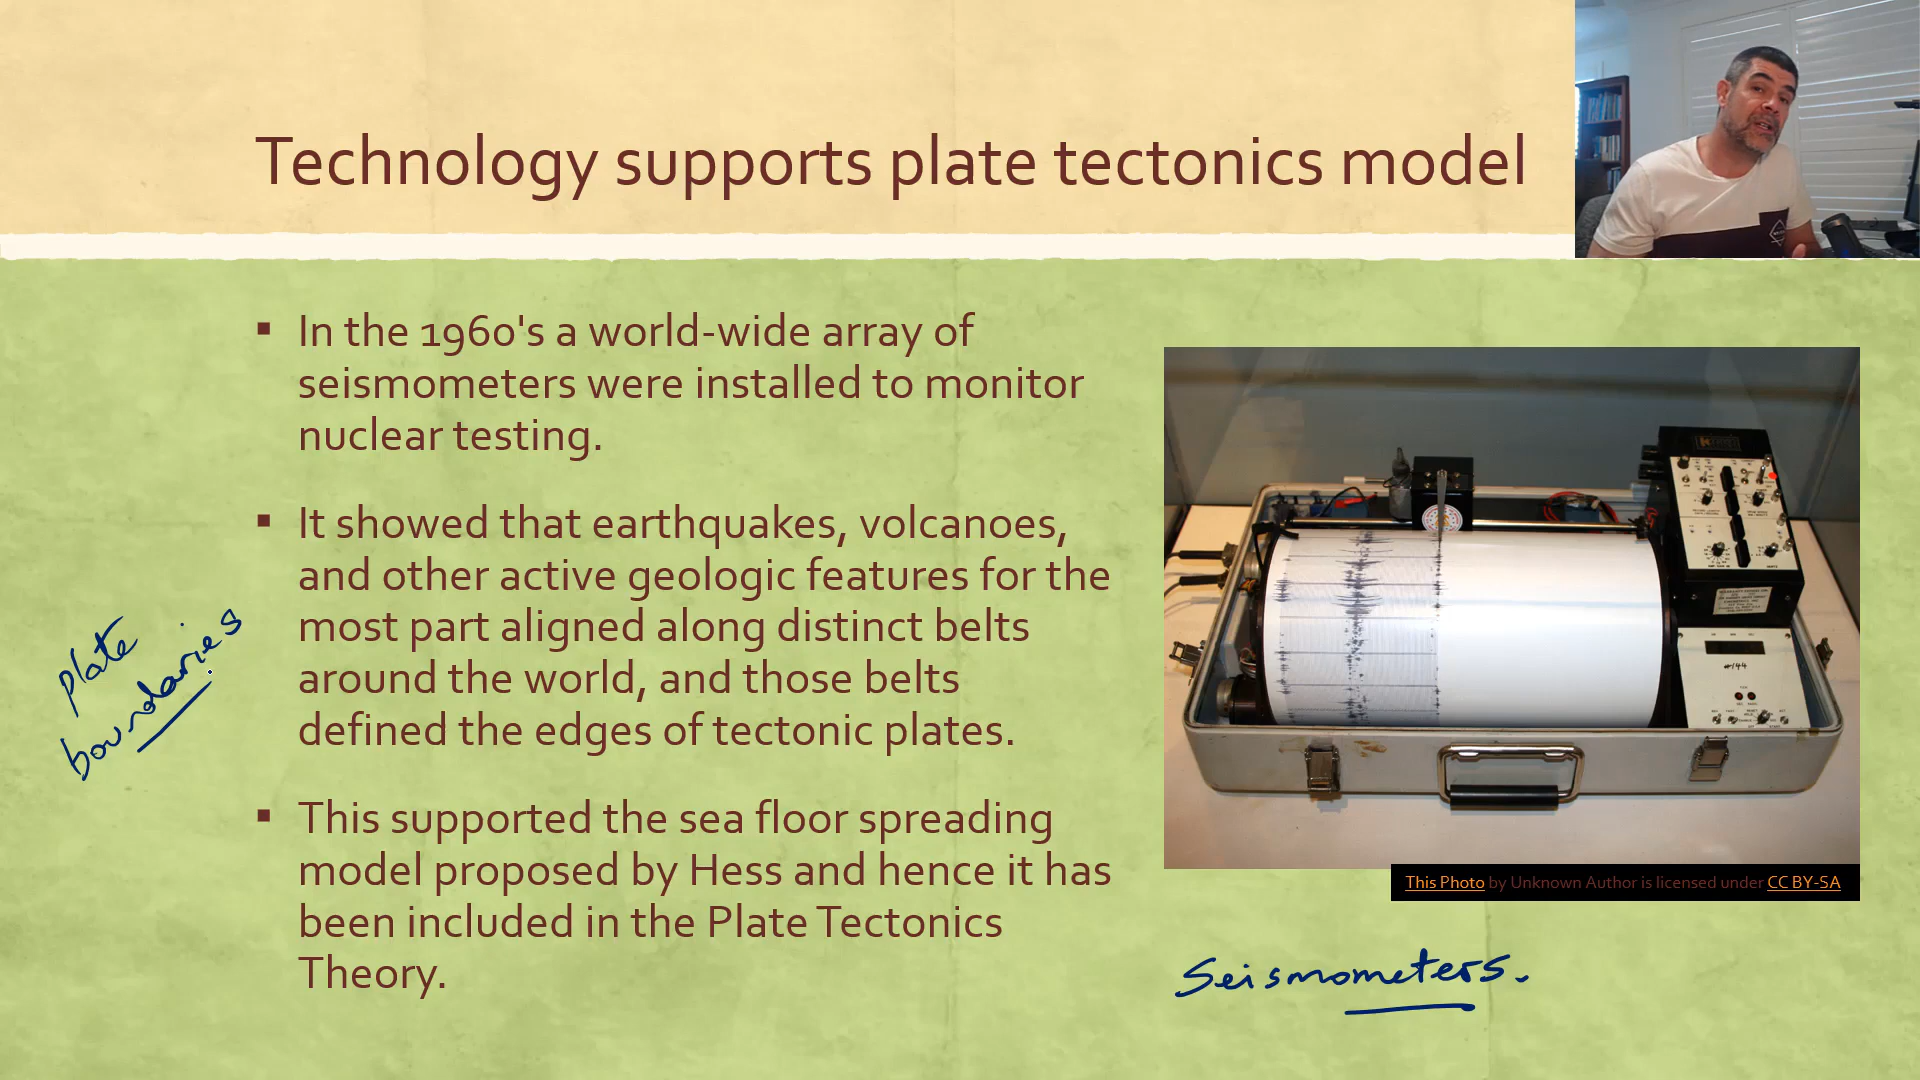 Technology supports plate tectonics model
▪ In the 1960's a world-wide array of
seismometers were installed to monitor
nuclear testing.
▪ It showed that earthquakes, volcanoes,
and other active geologic features for the
most part aligned along distinct belts
around the world, and those belts
defined the edges of tectonic plates.
▪ This supported the sea floor spreading
model proposed by Hess and hence it has
been included in the Plate Tectonics
Theory.
plate
boundaries
This Photo by Unknown Author is licensed under CC BY-SA
Seismometers.